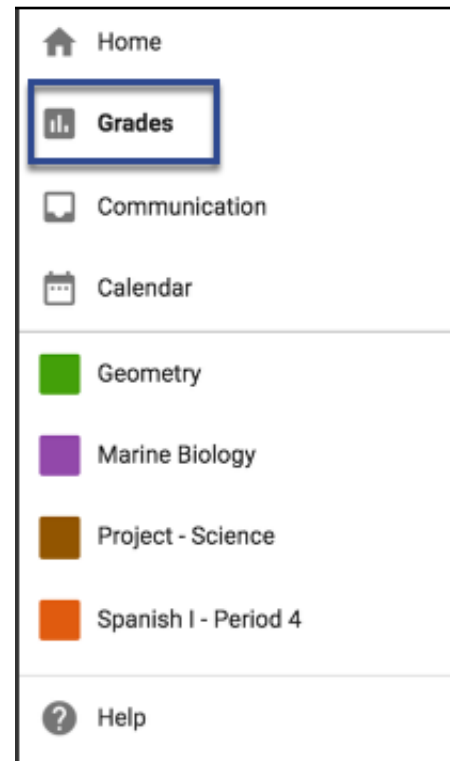 Home
Grades
Communication
Calendar
Geometry
Marine Biology
Project - Science
Spanish I - Period 4
Help